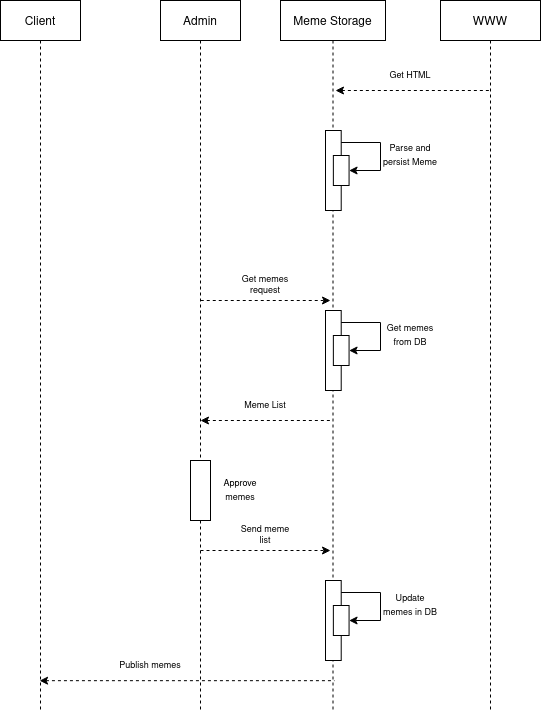 Client
Admin
Meme Storage
WWW
Get HTML
Parse and
persist Meme
Get memes
request
Get memes
from DB
Meme List
Approve
memes
Send meme
list
Update
memes in DB
Publish memes